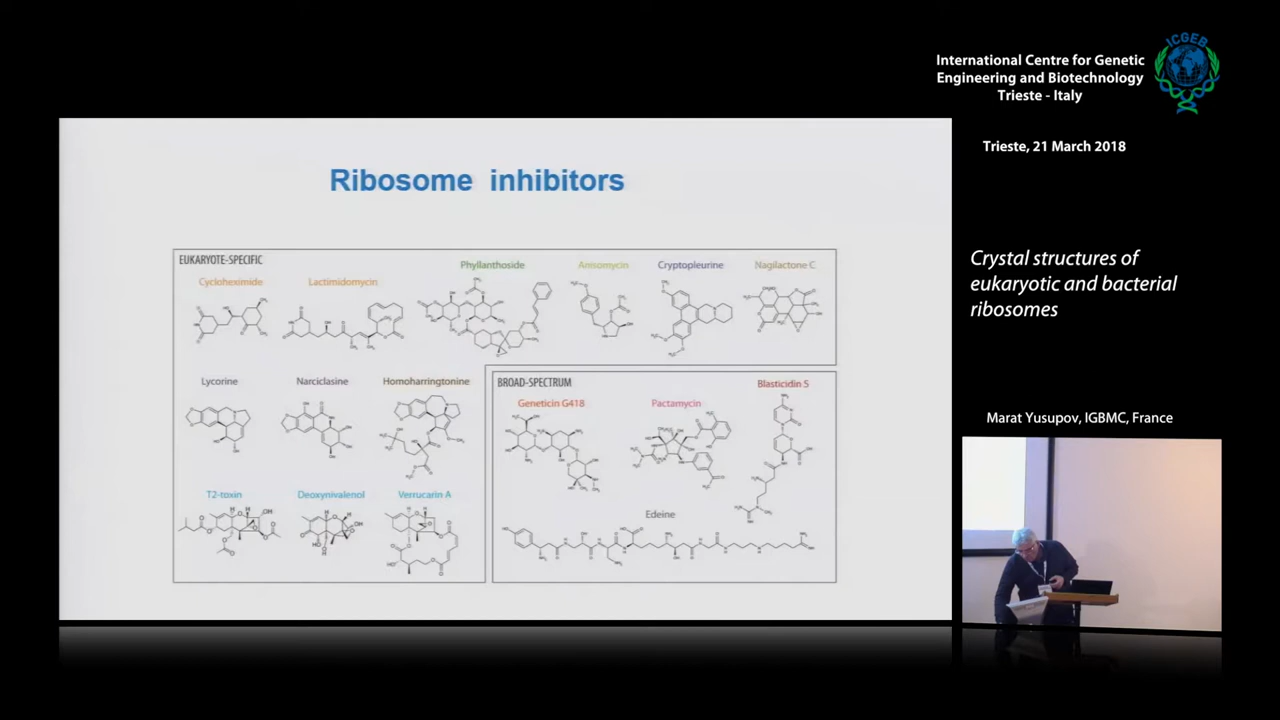 ICGEB
International Centre for Genetic
Engineering and Biotechnology
Trieste - Italy
Trieste, 21 March 2018
Crystal structures of
eukaryotic and bacterial
ribosomes
Marat Yusupov, IGBMC, France
Ribosome inhibitors
EUKARYOTE-SPECIFIC
Cycloheximide
Lactimidomycin
Phyllanthoside
Anisomycin
Cryptopleurine
Nagilactone C
Lycorine
Narciclasine
Homoharringtonine
T2-toxin
Deoxynivalenol
Verrucarin A
BROAD-SPECTRUM
Geneticin G418
Pactamycin
Blasticidin S
Edeine